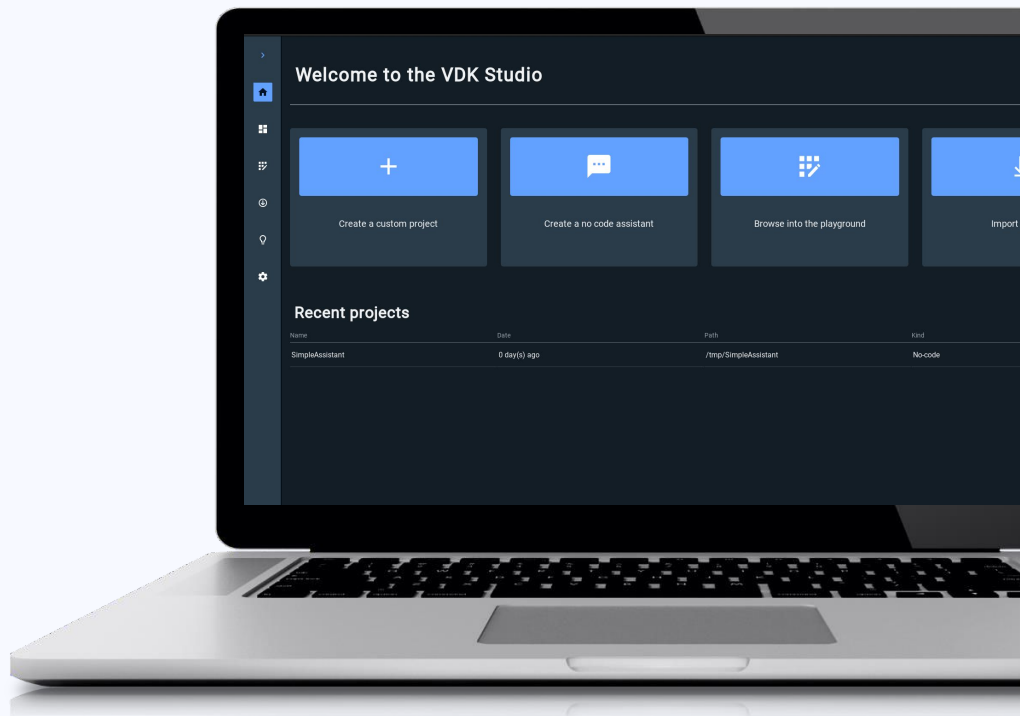 Welcome to the VDK Studio
Create a custom project
Create a no code assistant
Browse into the playground
Import
Recent projects
Name Date Path Kind
SimpleAssistant 0 day(s) ago /tmp/SimpleAssistant No-code